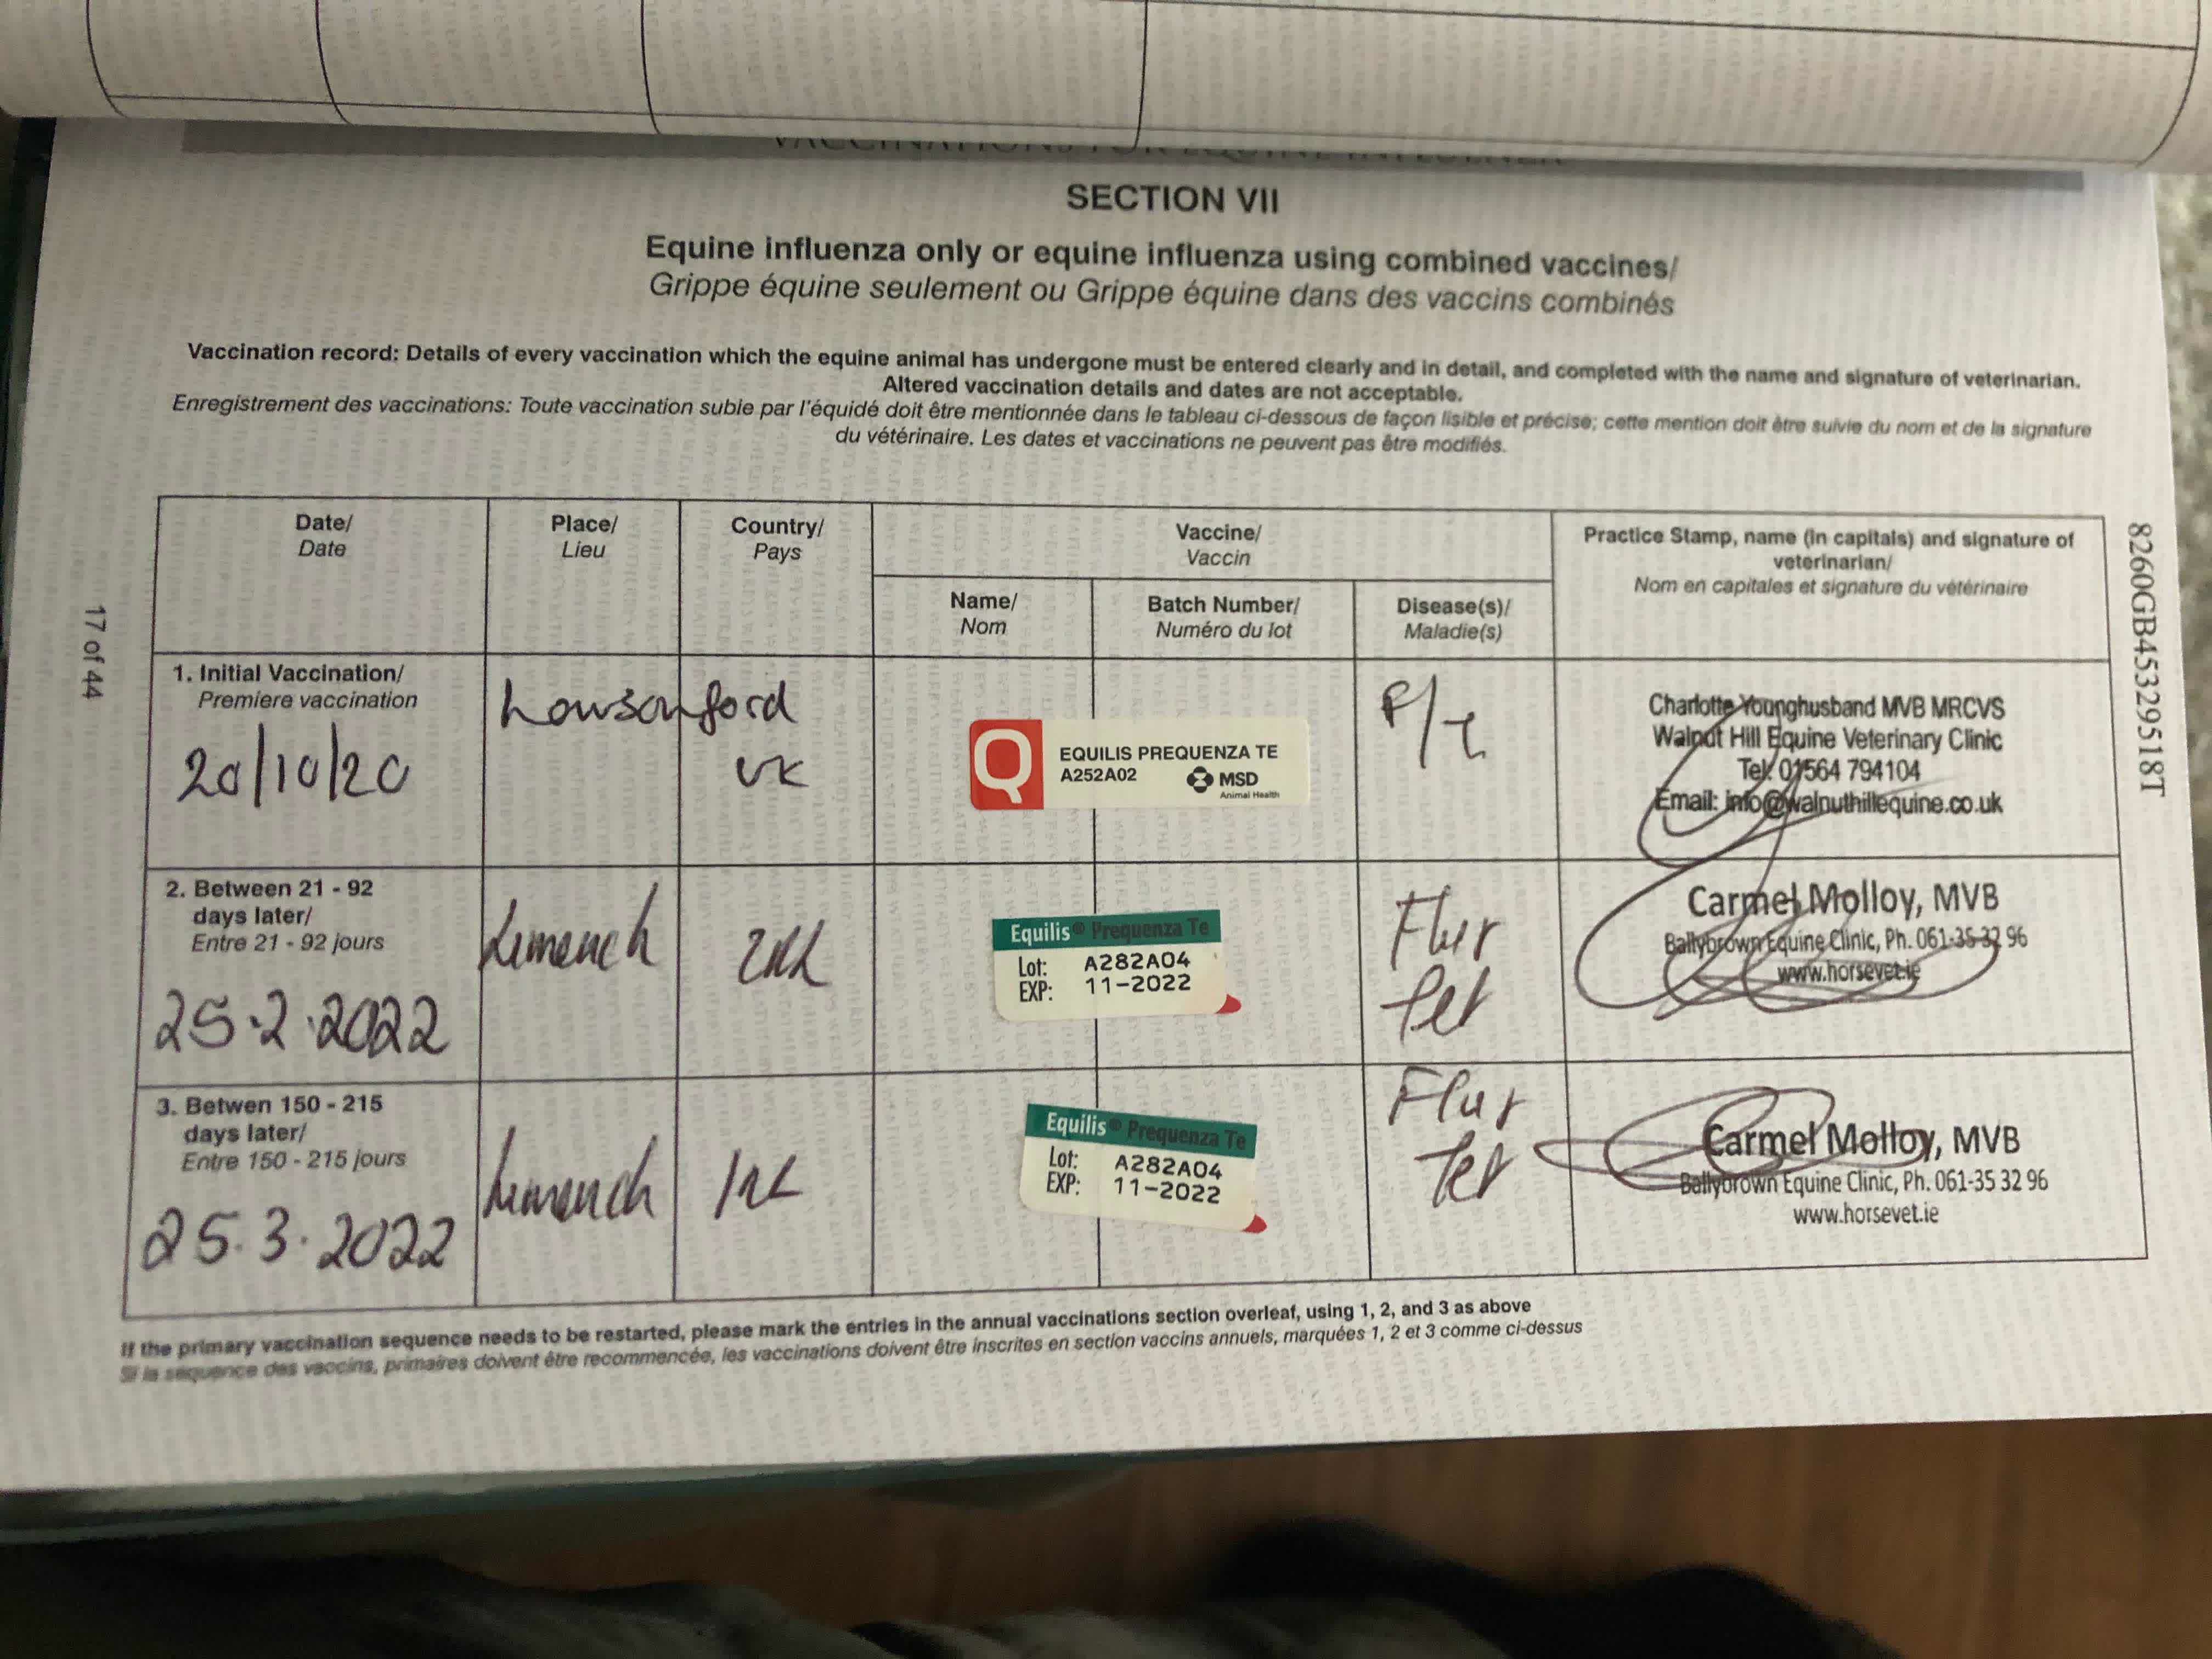 SECTION VII
Equine influenza only or equine influenza using combined vaccines/
Grippe équine seulement ou Grippe équine dans des vaccins combinés
Vaccination record: Details of every vaccination which the equine animal has undergone must be entered clearly and in detail, and completed with the name and signature of veterinarian.
Altered vaccination details and dates are not acceptable.
Enregistrement des vaccinations: Toute vaccination subie par l'équidé doit être mentionnée dans le tableau ci-dessous de façon lisible et précise; cette mention doit être suivie du nom et de la signature
du vétérinaire. Les dates et vaccinations ne peuvent pas être modifiés.
Date/
Date
Place/
Lieu
Country/
Pays
Vaccine/
Vaccin
Name/
Nom
Batch Number/
Numéro du lot
Disease(s)/
Maladie(s)
Practice Stamp, name (in capitals) and signature of
veterinarian/
Nom en capitales et signature du vétérinaire
1. Initial Vaccination/
Premiere vaccination
20/10/20
Lowsonford
UK
Q
EQUILIS PREQUENZA TE
A252A02
MSD
Animal Health
F/t
Charlotte Younghusband MVB MRCVS
Walnut Hill Equine Veterinary Clinic
Tel: 01564 794104
Email: info@walnuthillequine.co.uk
2. Between 21 - 92
days later/
Entre 21 - 92 jours
25.2.2022
Limerick
IRL
Equilis® Prequenza Te
Lot: A282A04
EXP: 11-2022
Flu+
Tet
Carmel Molloy, MVB
Ballybrown Equine Clinic, Ph. 061-35 32 96
www.horsevet.ie
3. Betwen 150 - 215
days later/
Entre 150 - 215 jours
25.3.2022
Limerick
IRL
Equilis® Prequenza Te
Lot: A282A04
EXP: 11-2022
Flu+
Tet
Carmel Molloy, MVB
Ballybrown Equine Clinic, Ph. 061-35 32 96
www.horsevet.ie
If the primary vaccination sequence needs to be restarted, please mark the entries in the annual vaccinations section overleaf, using 1, 2, and 3 as above
Si la séquence des vaccins, primaires doivent être recommencée, les vaccinations doivent être inscrites en section vaccins annuels, marquées 1, 2 et 3 comme ci-dessus
17 of 44
8260GB45329518T